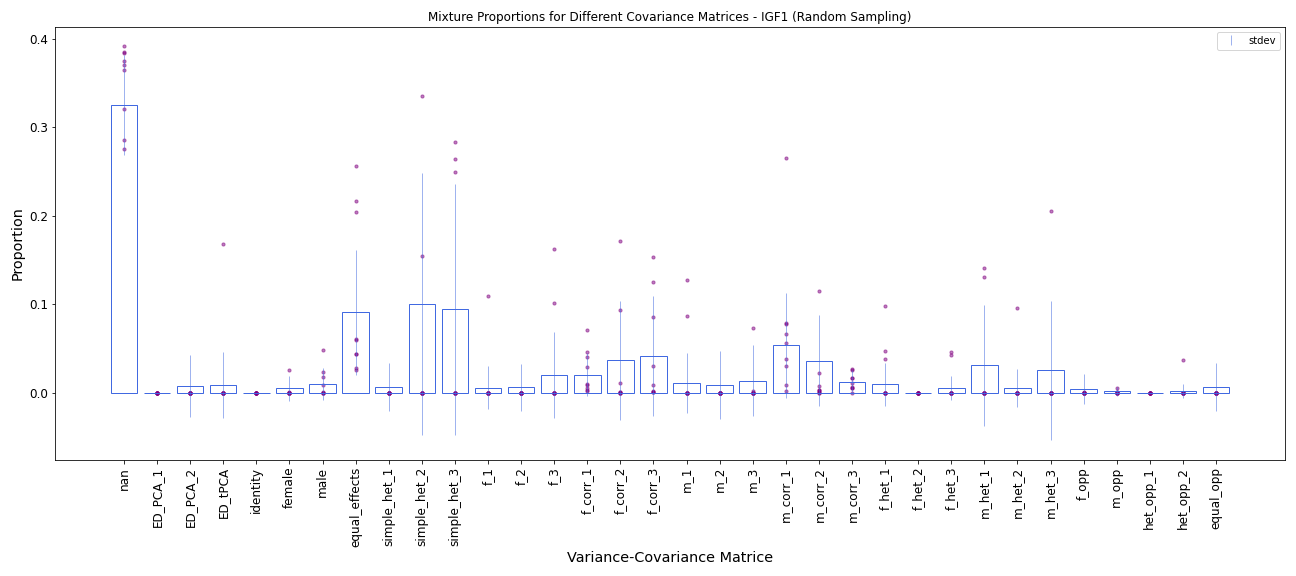 Mixture Proportions for Different Covariance Matrices - IGF1 (Random Sampling)
stdev
Proportion
0.4
0.3
0.2
0.1
0.0
nan
ED_PCA_1
ED_PCA_2
ED_tPCA
identity
female
male
equal_effects
simple_het_1
simple_het_2
simple_het_3
f_1
f_2
f_3
f_corr_1
f_corr_2
f_corr_3
m_1
m_2
m_3
m_corr_1
m_corr_2
m_corr_3
f_het_1
f_het_2
f_het_3
m_het_1
m_het_2
m_het_3
f_opp
m_opp
het_opp_1
het_opp_2
equal_opp
Variance-Covariance Matrice